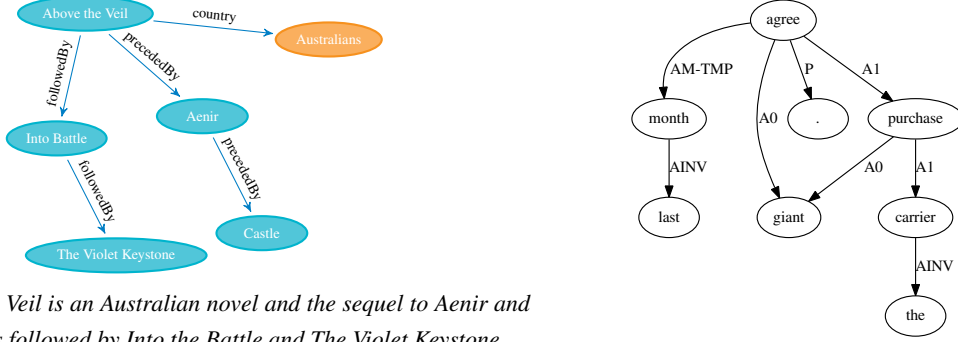 Above the Veil
country
Australians
followedBy
precededBy
Into Battle
Aenir
followedBy
precededBy
Castle
The Violet Keystone
Veil is an Australian novel and the sequel to Aenir and
followed by Into the Battle and The Violet Keystone
agree
AM-TMP
P
A1
month
A0
.
purchase
AINV
A0
A1
last
giant
carrier
AINV
the